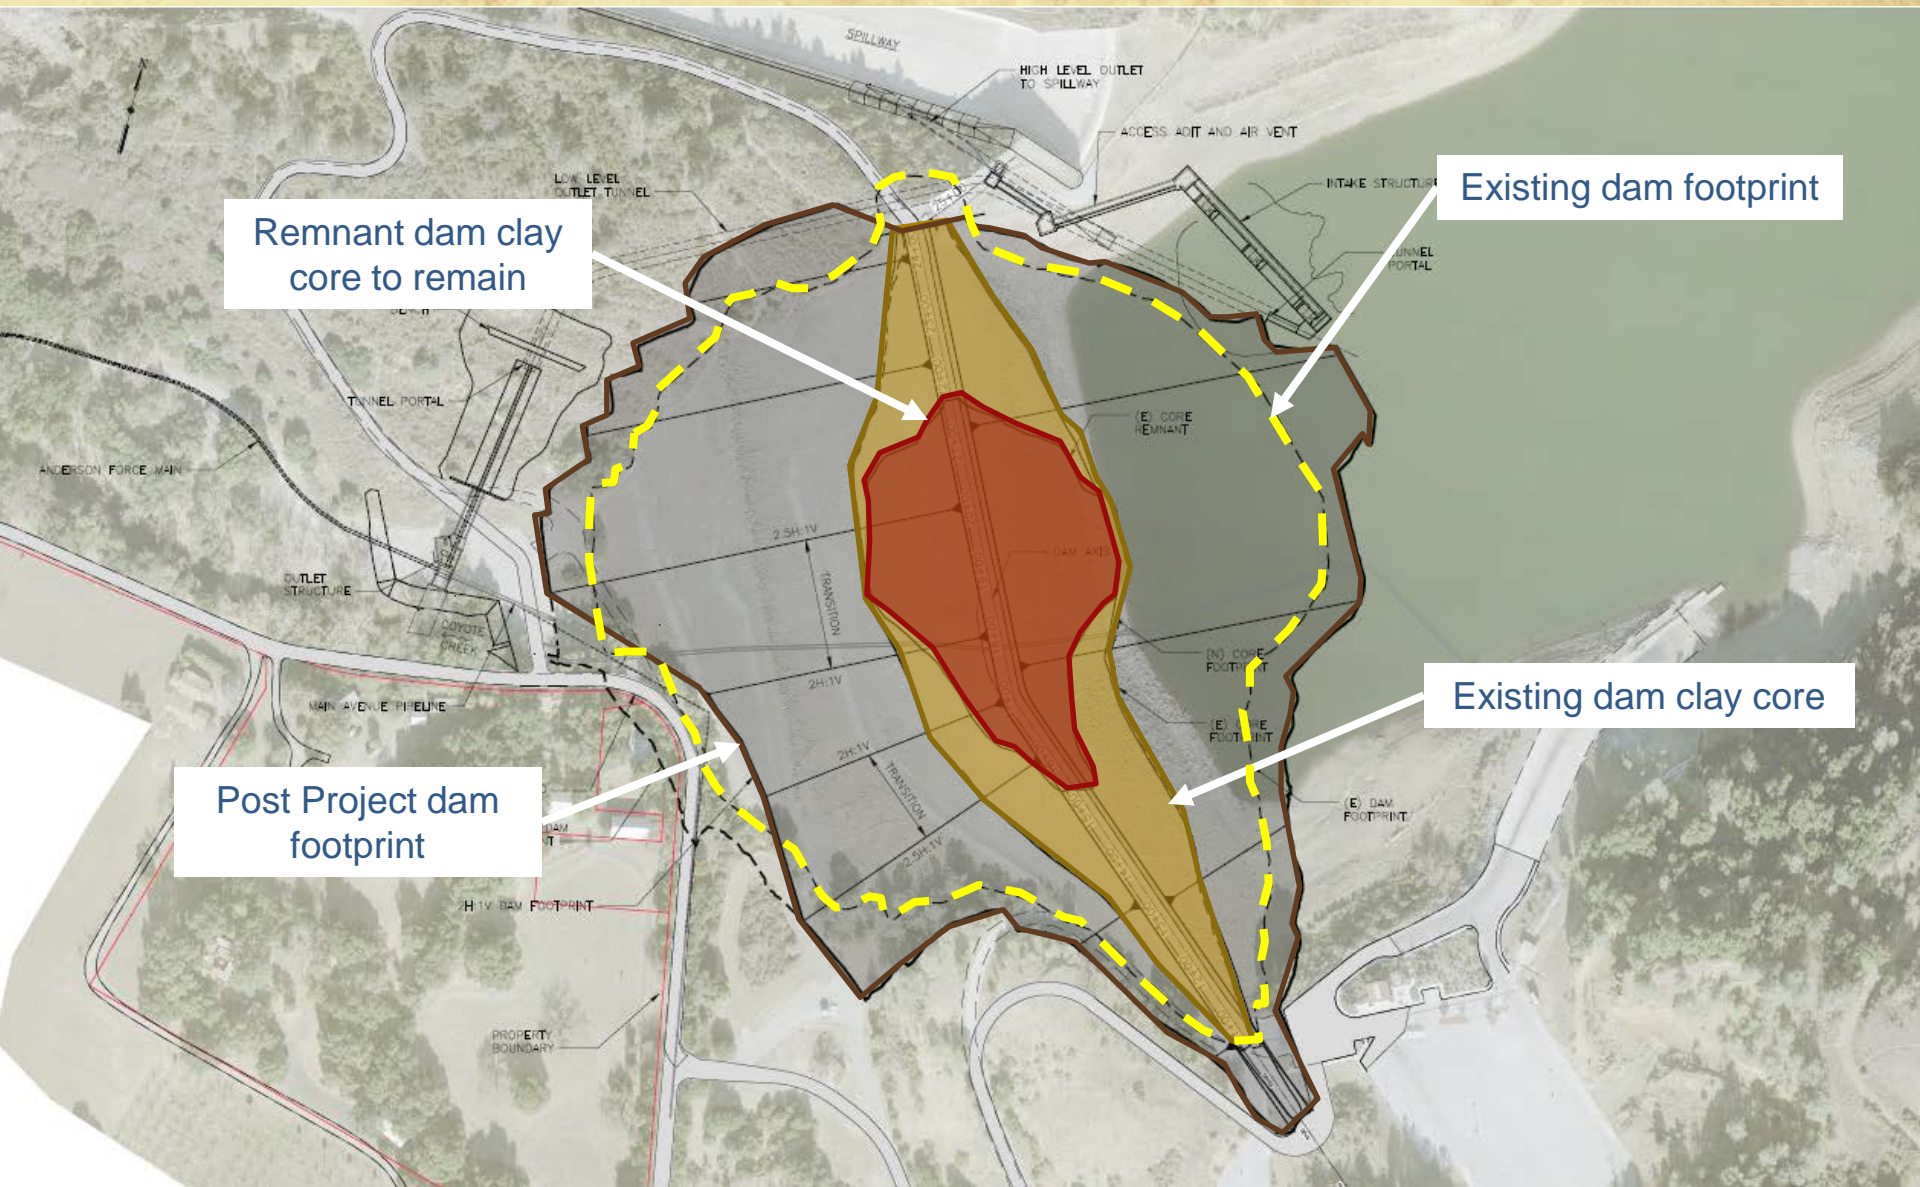 SPILLWAY
N
HIGH LEVEL OUTLET
TO SPILLWAY
ACCESS ADIT AND AIR VENT
LOW LEVEL
OUTLET TUNNEL
INTAKE STRUCTURE
Existing dam footprint
Remnant dam clay
core to remain
TUNNEL
PORTAL
BENCH
TUNNEL PORTAL
(E) CORE
REMNANT
ANDERSON FORCE MAIN
2.5H:1V
DAM AXIS
TRANSITION
OUTLET
STRUCTURE
COYOTE
CREEK
(N) CORE
FOOTPRINT
2H:1V
MAIN AVENUE PIPELINE
Existing dam clay core
(E) CORE
FOOTPRINT
2H:1V
TRANSITION
Post Project dam
footprint
(E) DAM
FOOTPRINT
DAM
2.5H:1V
2H:1V DAM FOOTPRINT
PROPERTY
BOUNDARY